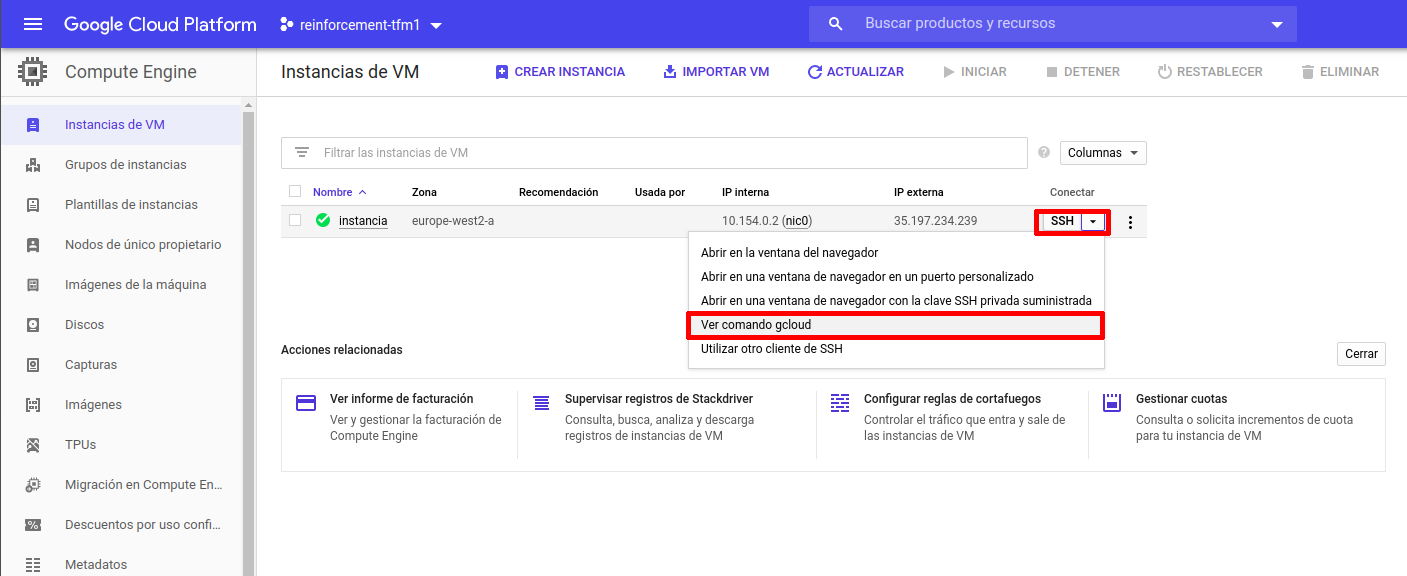 Google Cloud Platform
reinforcement-tfm1
Buscar productos y recursos
Compute Engine
Instancias de VM
CREAR INSTANCIA
IMPORTAR VM
ACTUALIZAR
INICIAR
DETENER
RESTABLECER
ELIMINAR
Instancias de VM
Grupos de instancias
Plantillas de instancias
Nodos de único propietario
Imágenes de la máquina
Discos
Capturas
Imágenes
TPUs
Migración en Compute En...
Descuentos por uso confi...
Metadatos
Filtrar las instancias de VM
Columnas
Nombre
Zona
Recomendación
Usada por
IP interna
IP externa
Conectar
instancia
europe-west2-a
10.154.0.2 (nic0)
35.197.234.239
SSH
Abrir en la ventana del navegador
Abrir en una ventana de navegador en un puerto personalizado
Abrir en una ventana de navegador con la clave SSH privada suministrada
Ver comando gcloud
Utilizar otro cliente de SSH
Acciones relacionadas
Cerrar
Ver informe de facturación
Ver y gestionar la facturación de
Compute Engine
Supervisar registros de Stackdriver
Consulta, busca, analiza y descarga
registros de instancias de VM
Configurar reglas de cortafuegos
Controlar el tráfico que entra y sale de
las instancias de VM
Gestionar cuotas
Consulta o solicita incrementos de cuota
para tu instancia de VM